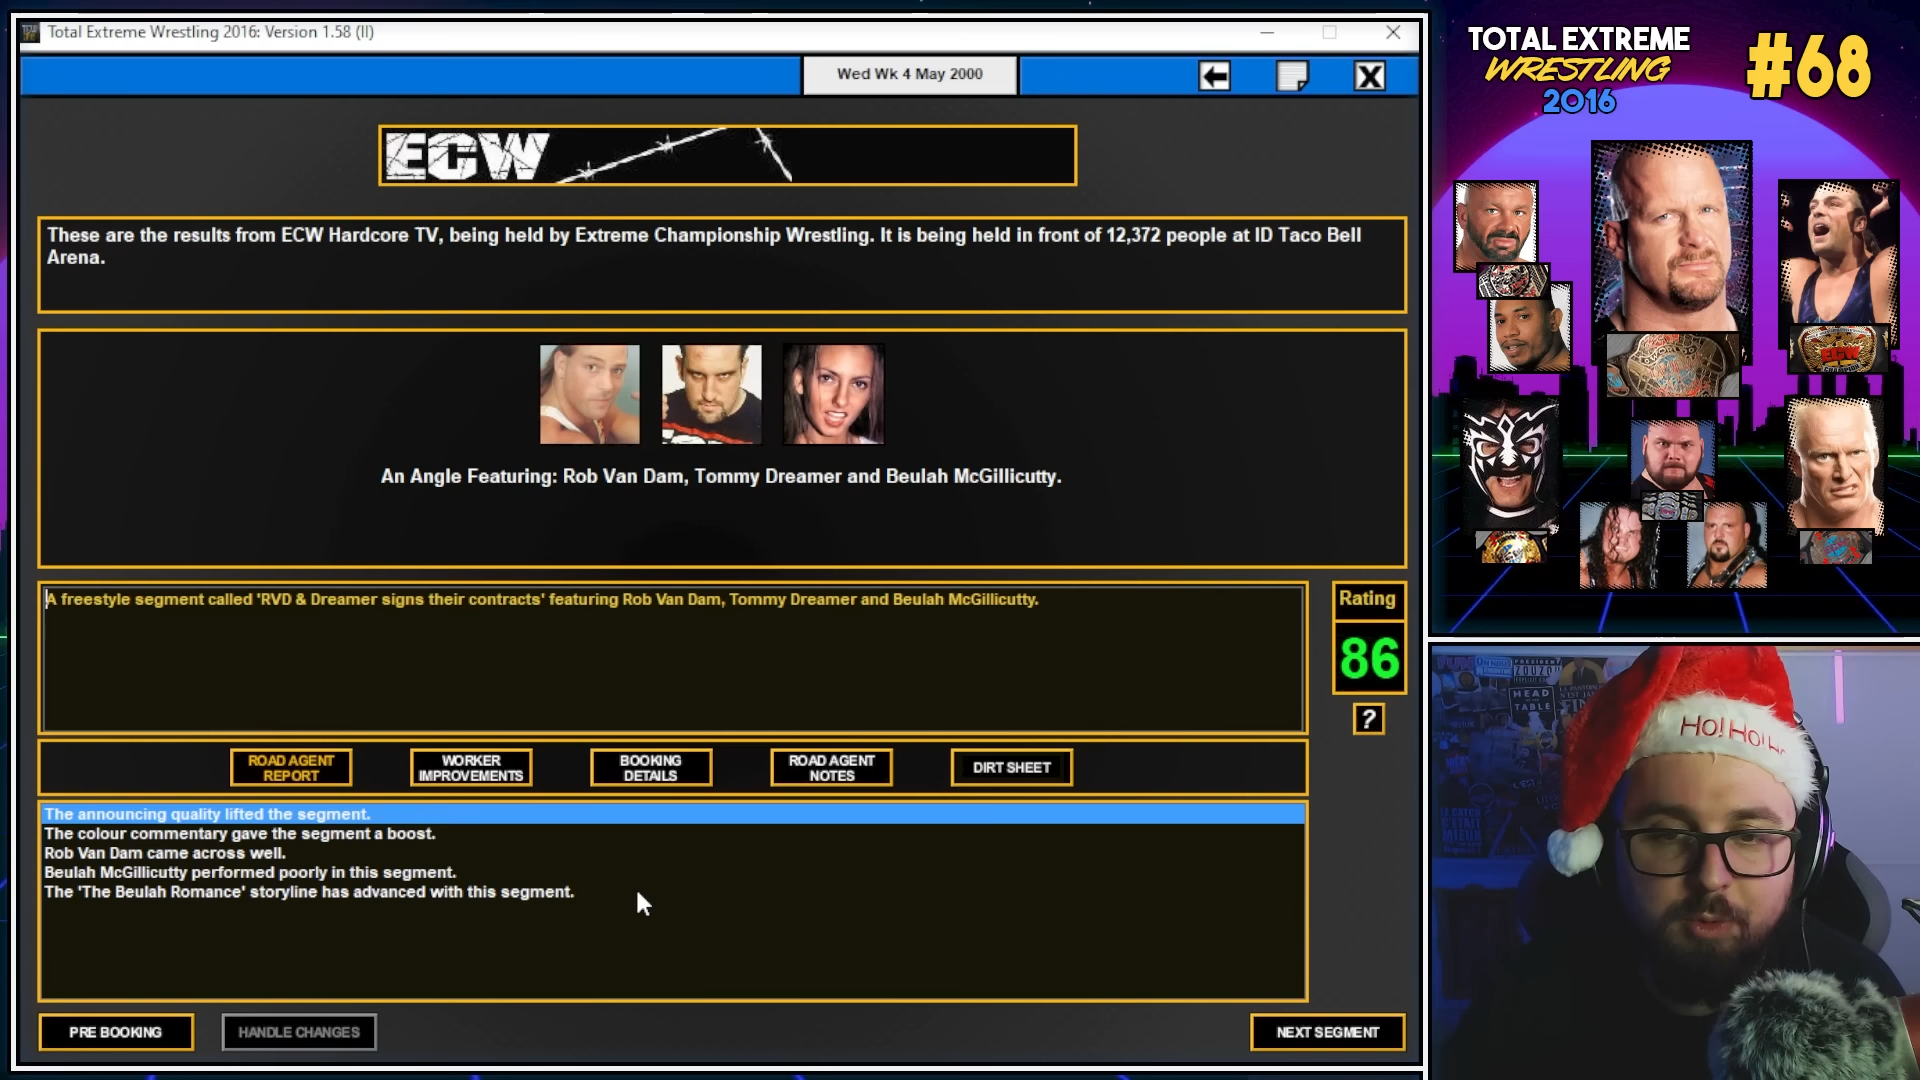 Total Extreme Wrestling 2016: Version 1.58 (II)
Wed Wk 4 May 2000
ECW
These are the results from ECW Hardcore TV, being held by Extreme Championship Wrestling. It is being held in front of 12,372 people at ID Taco Bell
Arena.
An Angle Featuring: Rob Van Dam, Tommy Dreamer and Beulah McGillicutty.
A freestyle segment called 'RVD & Dreamer signs their contracts' featuring Rob Van Dam, Tommy Dreamer and Beulah McGillicutty.
Rating
86
?
ROAD AGENT
REPORT
WORKER
IMPROVEMENTS
BOOKING
DETAILS
ROAD AGENT
NOTES
DIRT SHEET
The announcing quality lifted the segment.
The colour commentary gave the segment a boost.
Rob Van Dam came across well.
Beulah McGillicutty performed poorly in this segment.
The 'The Beulah Romance' storyline has advanced with this segment.
PRE BOOKING
HANDLE CHANGES
NEXT SEGMENT
TOTAL EXTREME
WRESTLING
2016
#68
ECW
HEAD
OF THE
TABLE
HO! HO! H